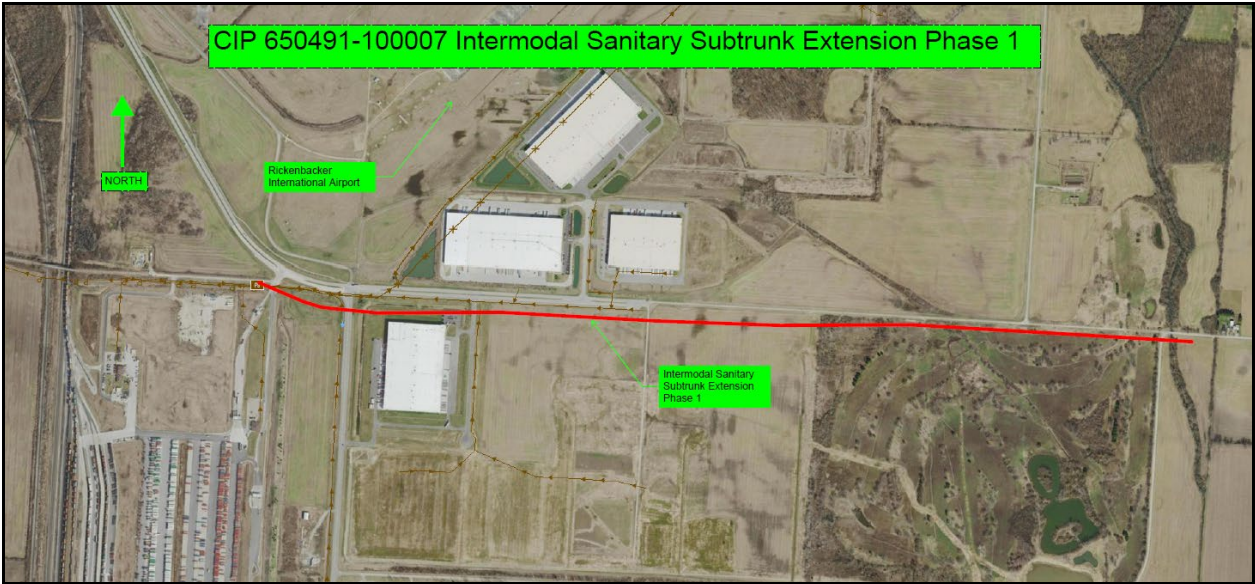 CIP 650491-100007 Intermodal Sanitary Subtrunk Extension Phase 1
NORTH
Rickenbacker
International Airport
Intermodal Sanitary
Subtrunk Extension
Phase 1